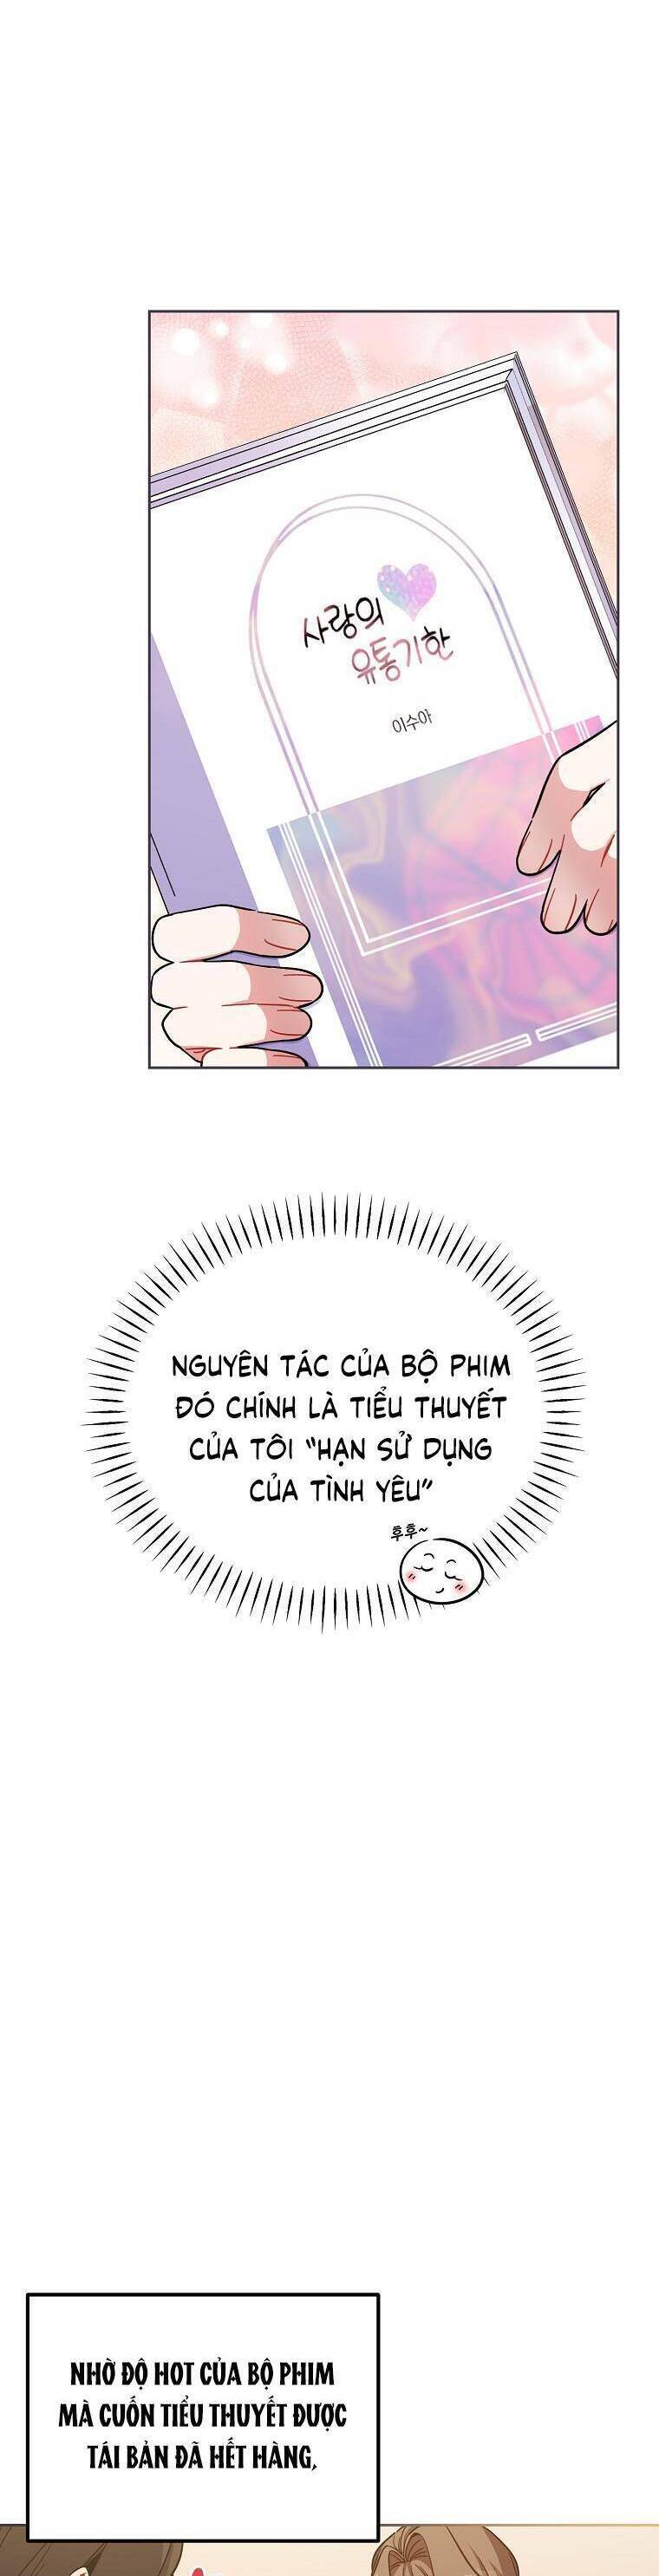 사랑의
유통기한
이수아
NGUYÊN TÁC CỦA BỘ PHIM
ĐÓ CHÍNH LÀ TIỂU THUYẾT
CỦA TÔI “HẠN SỬ DỤNG
CỦA TÌNH YÊU”
후후~
NHỜ ĐỘ HOT CỦA BỘ PHIM
MÀ CUỐN TIỂU THUYẾT ĐƯỢC
TÁI BẢN ĐÃ HẾT HÀNG,